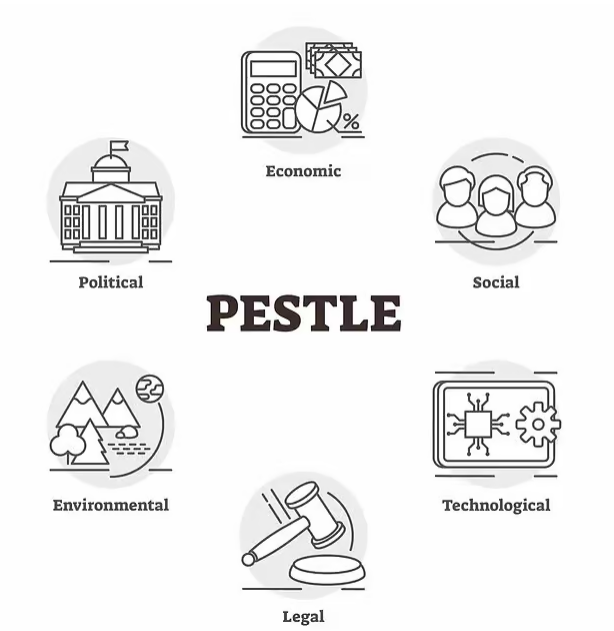 %
Economic
Political
Social
PESTLE
Environmental
Technological
Legal